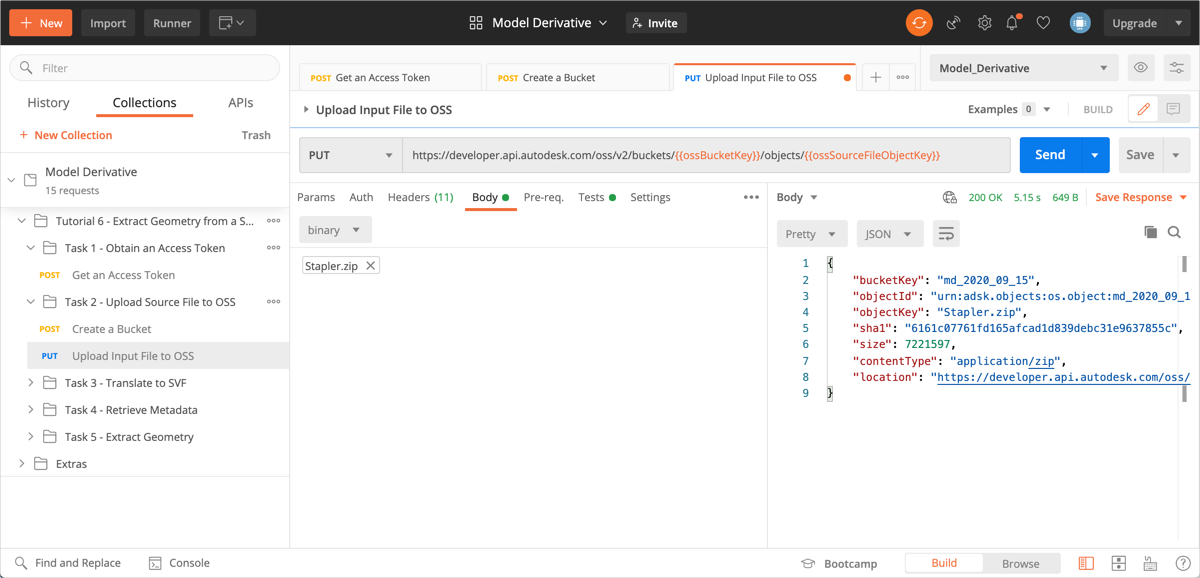 New Import Runner Model Derivative Invite Upgrade
Filter
History Collections APIs
+ New Collection Trash
Model Derivative
15 requests
Tutorial 6 - Extract Geometry from a S...
Task 1 - Obtain an Access Token
POST Get an Access Token
Task 2 - Upload Source File to OSS
POST Create a Bucket
PUT Upload Input File to OSS
Task 3 - Translate to SVF
Task 4 - Retrieve Metadata
Task 5 - Extract Geometry
Extras
POST Get an Access Token POST Create a Bucket PUT Upload Input File to OSS Model_Derivative
Upload Input File to OSS Examples 0 BUILD
PUT https://developer.api.autodesk.com/oss/v2/buckets/{{ossBucketKey}}/objects/{{ossSourceFileObjectKey}} Send Save
Params Auth Headers (11) Body Pre-req. Tests Settings
binary
Stapler.zip
Body 200 OK 5.15 s 649 B Save Response
Pretty JSON
1 {
2 "bucketKey": "md_2020_09_15",
3 "objectId": "urn:adsk.objects:os.object:md_2020_09_1
4 "objectKey": "Stapler.zip",
5 "sha1": "6161c07761fd165afcad1d839debc31e9637855c",
6 "size": 7221597,
7 "contentType": "application/zip",
8 "location": "https://developer.api.autodesk.com/oss/
9 }
Find and Replace Console Bootcamp Build Browse